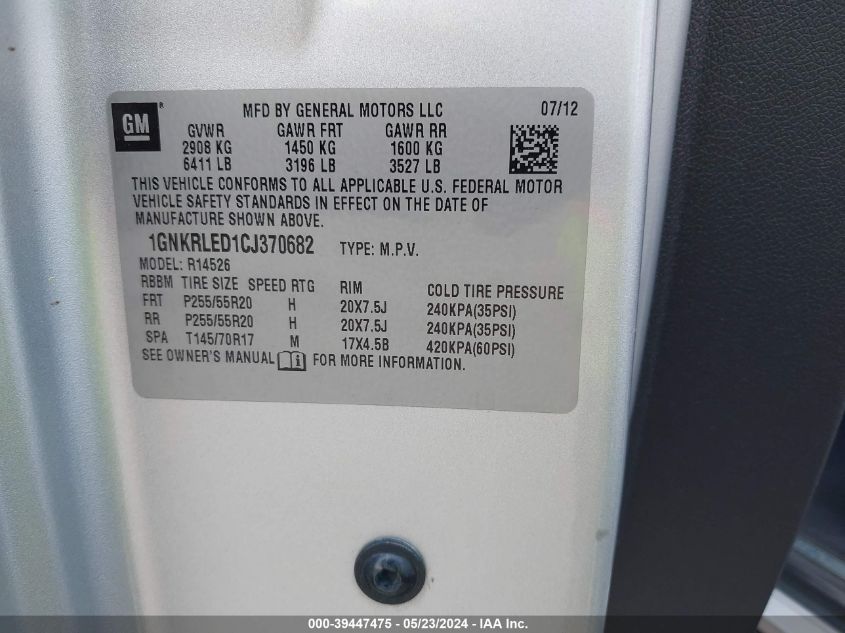 GM ® MFD BY GENERAL MOTORS LLC 07/12
GVWR GAWR FRT GAWR RR
2908 KG 1450 KG 1600 KG
6411 LB 3196 LB 3527 LB
THIS VEHICLE CONFORMS TO ALL APPLICABLE U.S. FEDERAL MOTOR
VEHICLE SAFETY STANDARDS IN EFFECT ON THE DATE OF
MANUFACTURE SHOWN ABOVE.
1GNKRLED1CJ370682 TYPE: M.P.V.
MODEL: R14526
RBBM TIRE SIZE SPEED RTG RIM COLD TIRE PRESSURE
FRT P255/55R20 H 20X7.5J 240KPA(35PSI)
RR P255/55R20 H 20X7.5J 240KPA(35PSI)
SPA T145/70R17 M 17X4.5B 420KPA(60PSI)
SEE OWNER'S MANUAL i FOR MORE INFORMATION.
000-39447475 - 05/23/2024 - IAA Inc.